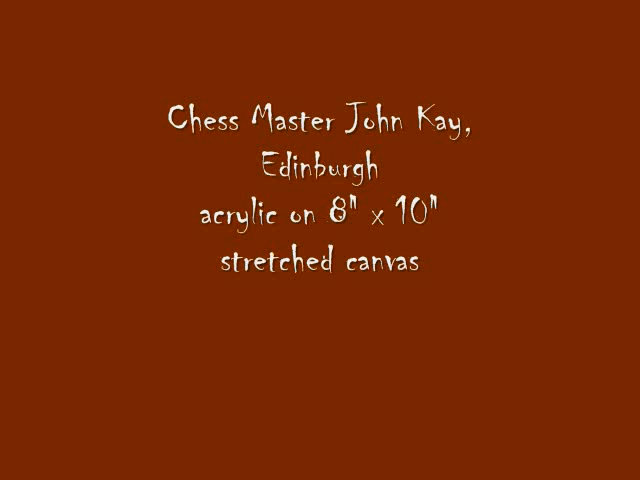 Chess Master John Kay,
Edinburgh
acrylic on 8" x 10"
stretched canvas